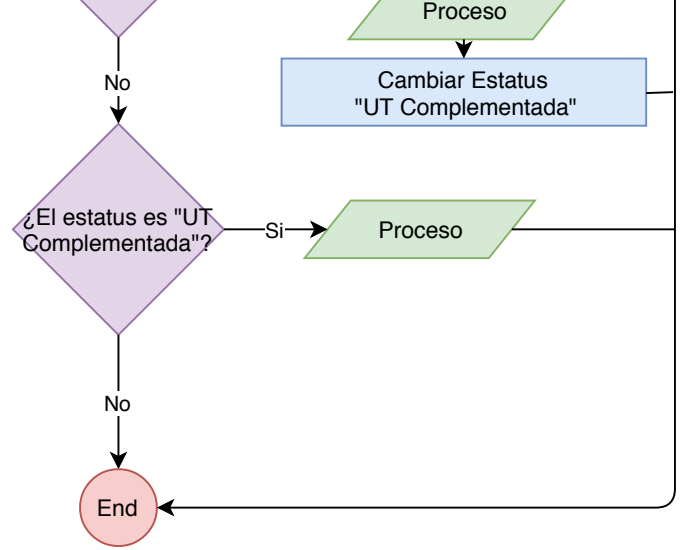 Proceso
Cambiar Estatus
"UT Complementada"
No
¿El estatus es "UT
Complementada"?
Si
Proceso
No
End